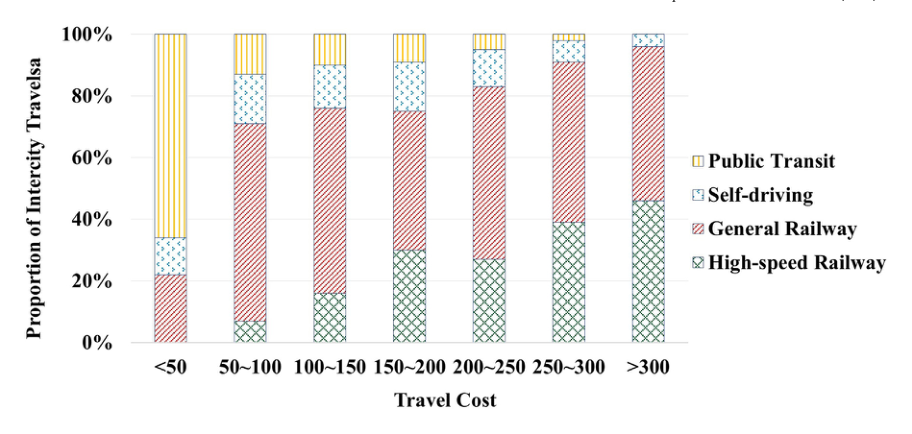 100%
80%
60%
40%
20%
0%
Proportion of Intercity Travelsa
<50 50~100 100~150 150~200 200~250 250~300 >300
Travel Cost
Public Transit
Self-driving
General Railway
High-speed Railway